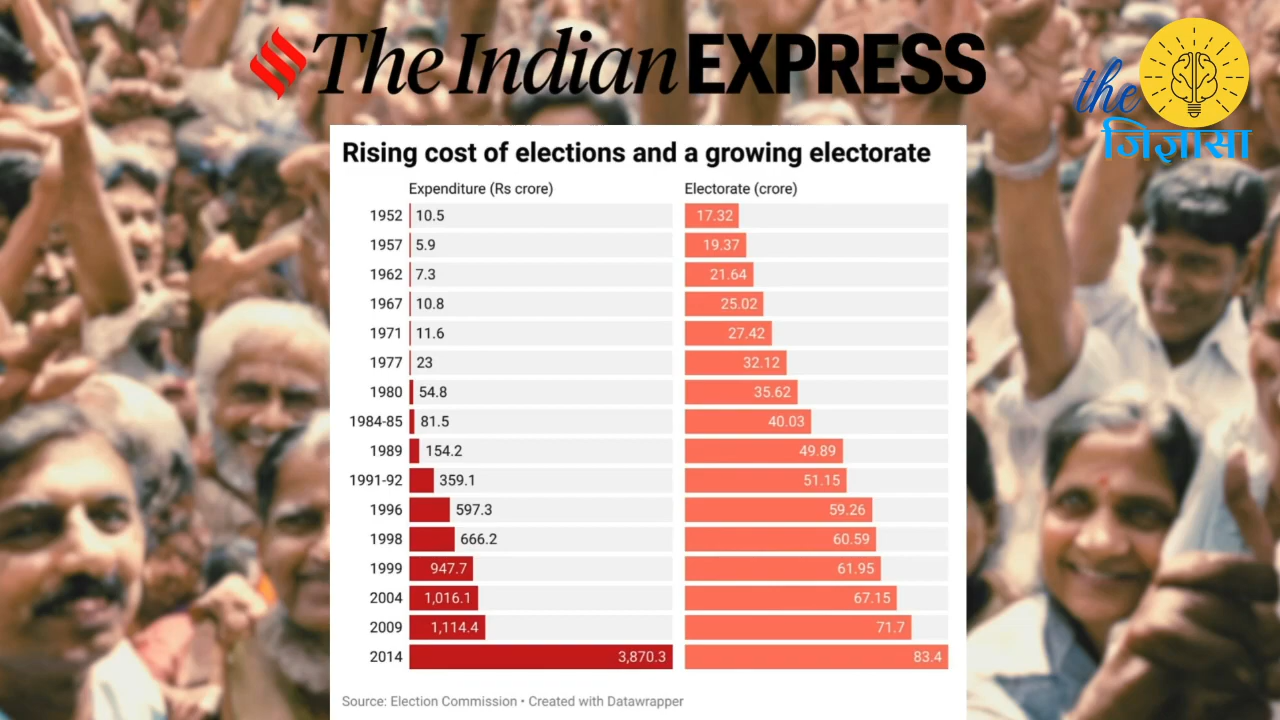 The Indian EXPRESS
the
जिज्ञासा
Rising cost of elections and a growing electorate
Expenditure (Rs crore) Electorate (crore)
1952 10.5 17.32
1957 5.9 19.37
1962 7.3 21.64
1967 10.8 25.02
1971 11.6 27.42
1977 23 32.12
1980 54.8 35.62
1984-85 81.5 40.03
1989 154.2 49.89
1991-92 359.1 51.15
1996 597.3 59.26
1998 666.2 60.59
1999 947.7 61.95
2004 1,016.1 67.15
2009 1,114.4 71.7
2014 3,870.3 83.4
Source: Election Commission • Created with Datawrapper